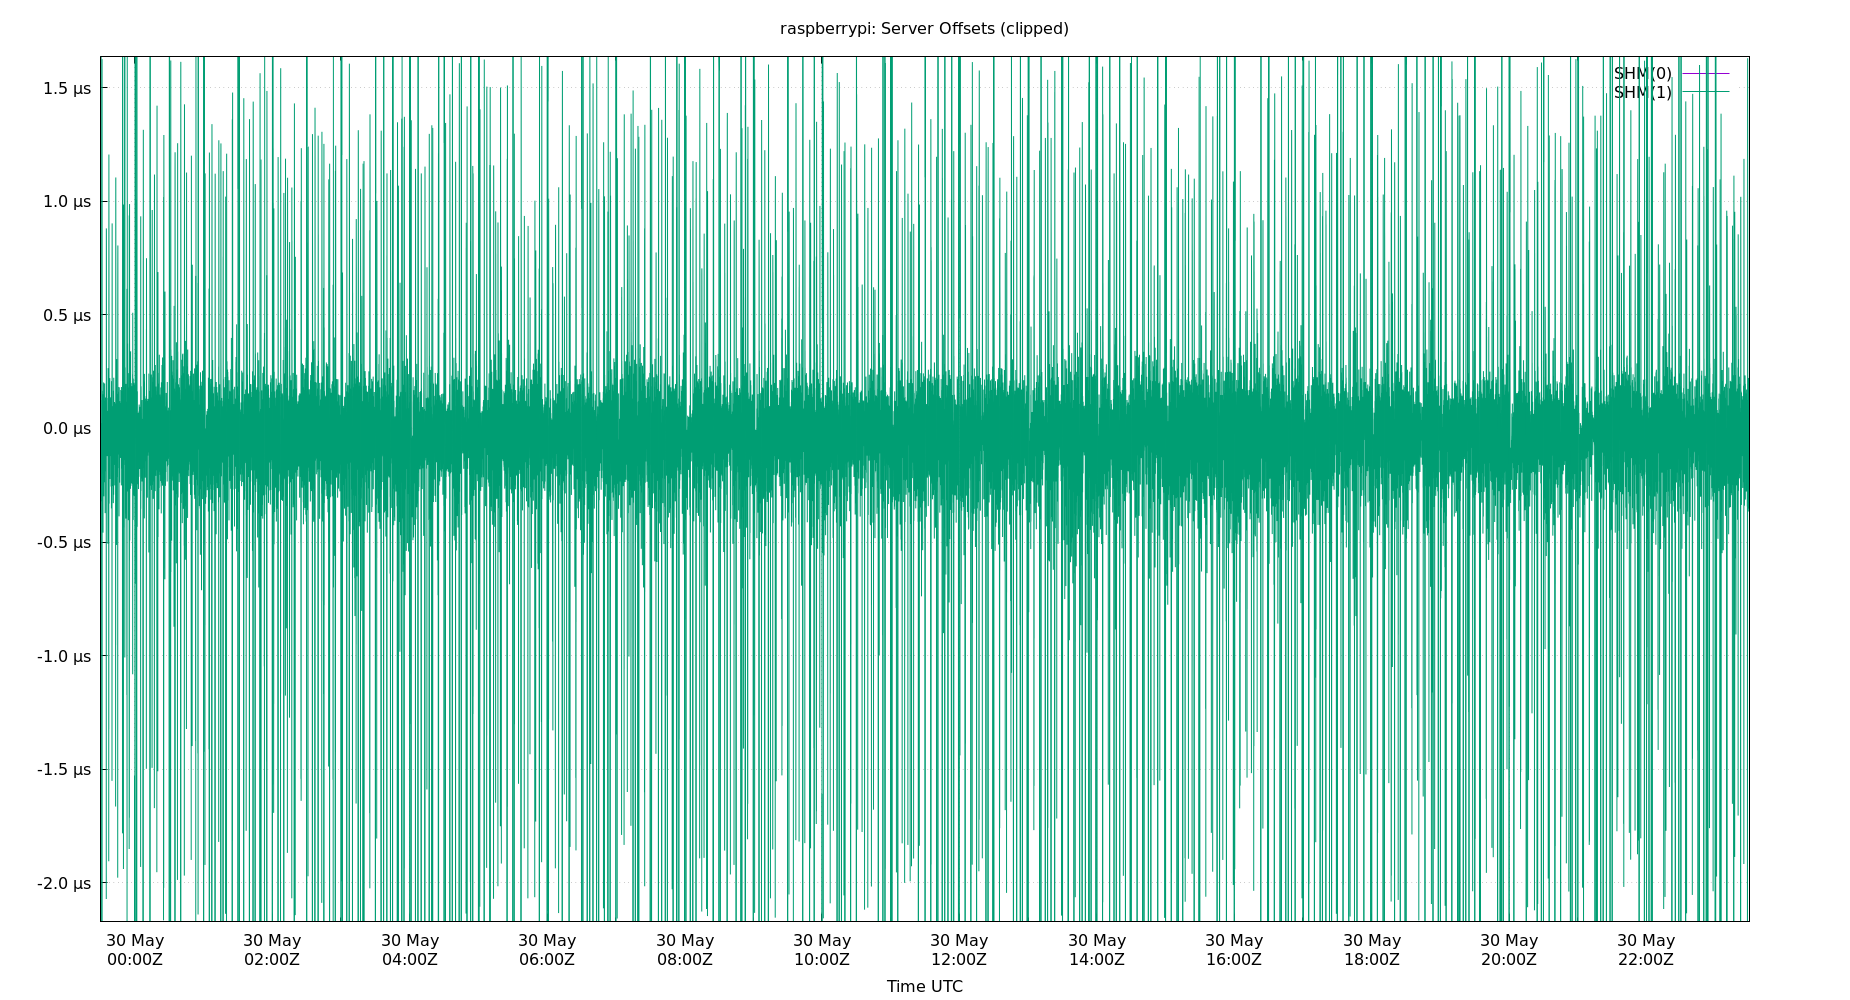 raspberrypi: Server Offsets (clipped)
SHM(0)
SHM(1)
1.5 µs
1.0 µs
0.5 µs
0.0 µs
-0.5 µs
-1.0 µs
-1.5 µs
-2.0 µs
30 May 30 May 30 May 30 May 30 May 30 May 30 May 30 May 30 May 30 May 30 May 30 May
00:00Z 02:00Z 04:00Z 06:00Z 08:00Z 10:00Z 12:00Z 14:00Z 16:00Z 18:00Z 20:00Z 22:00Z
Time UTC